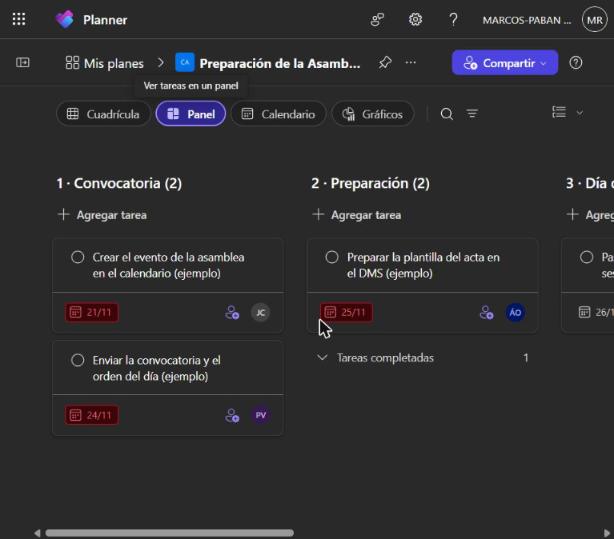 Planner
?
MARCOS-PABAN ...
MR
Mis planes
CA
Preparación de la Asamb...
...
Compartir
?
Ver tareas en un panel
Cuadrícula
Panel
Calendario
Gráficos
1 · Convocatoria (2)
Agregar tarea
Crear el evento de la asamblea
en el calendario (ejemplo)
21/11
JC
Enviar la convocatoria y el
orden del día (ejemplo)
24/11
PV
2 · Preparación (2)
Agregar tarea
Preparar la plantilla del acta en
el DMS (ejemplo)
25/11
ÁO
Tareas completadas
1
3 · Día
Agreg
Pa
ses
26/1